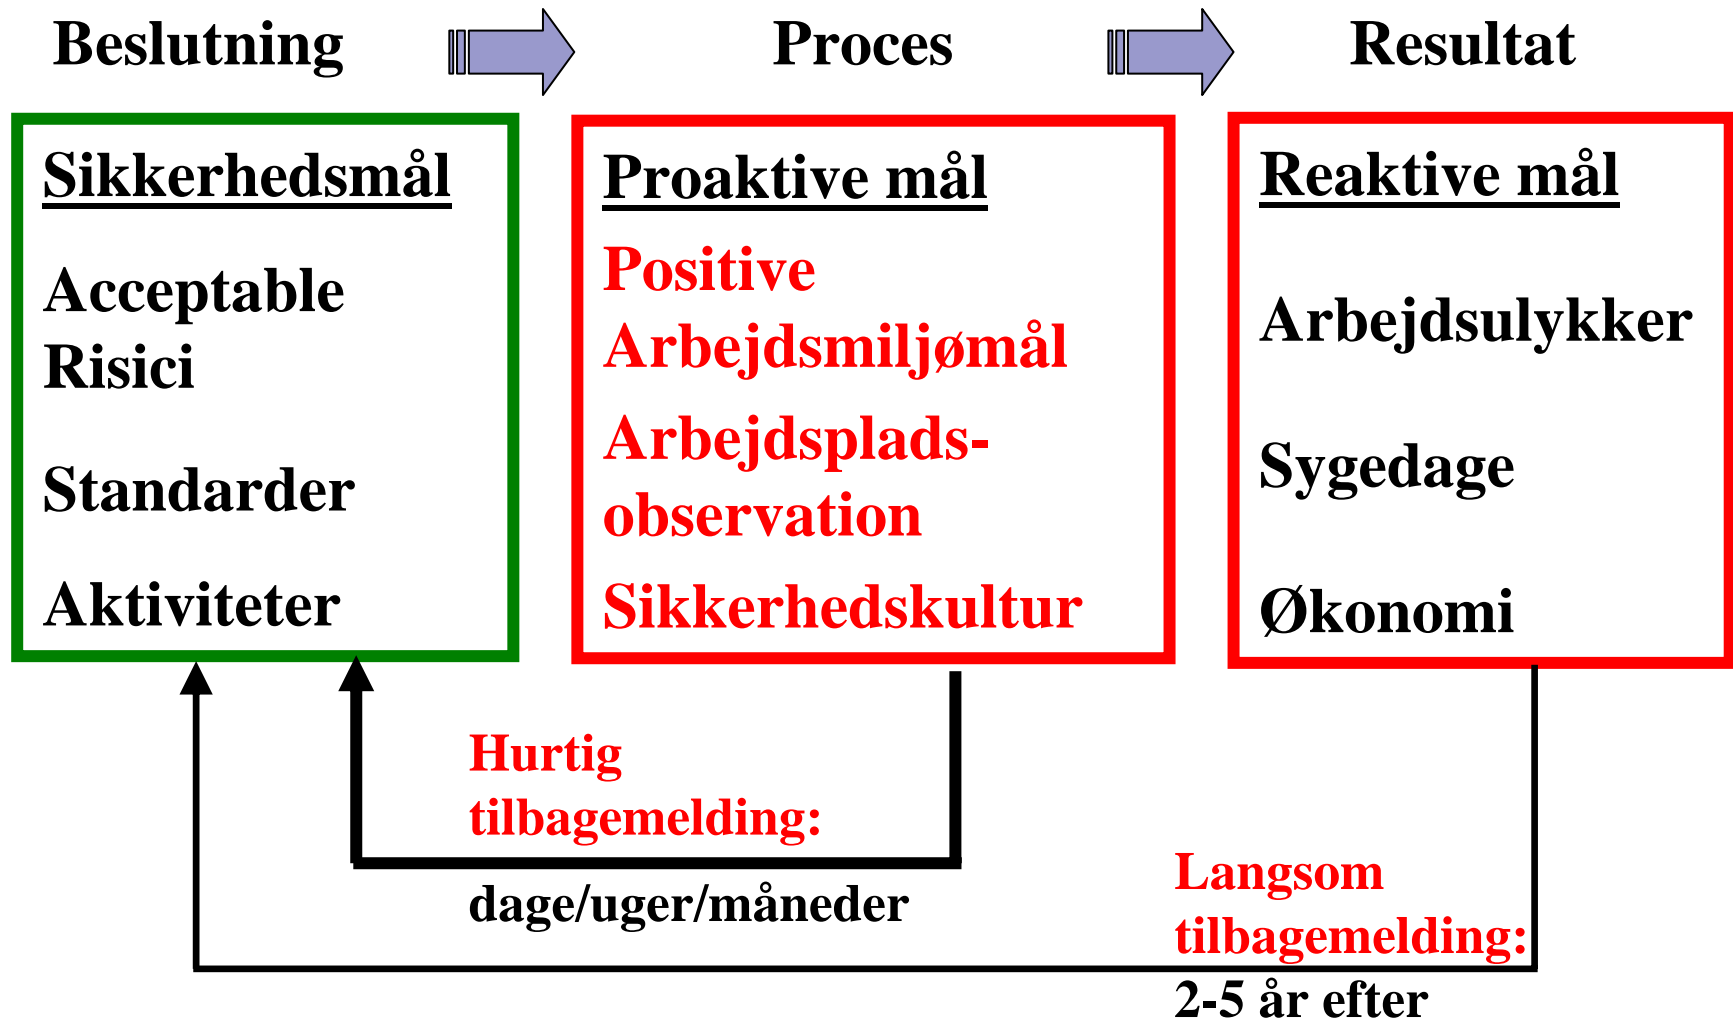 Beslutning
Proces
Resultat
Sikkerhedsmål
Acceptable
Risici
Standarder
Aktiviteter
Proaktive mål
Positive
Arbejdsmiljømål
Arbejdsplads-
observation
Sikkerhedskultur
Reaktive mål
Arbejdsulykker
Sygedage
Økonomi
Hurtig
tilbagemelding:
dage/uger/måneder
Langsom
tilbagemelding:
2-5 år efter